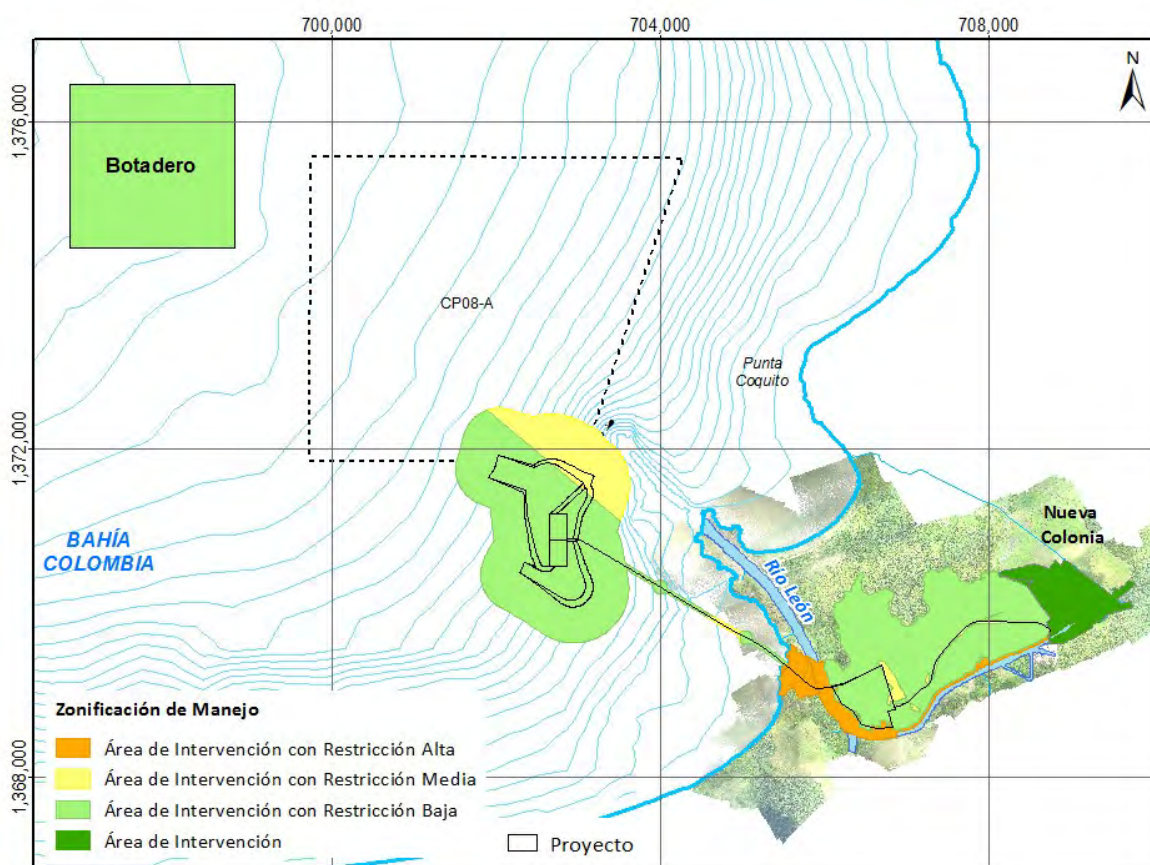 700,000
704,000
708,000
N
1,376,000
Botadero
CP08-A
Punta
Coquito
1,372,000
Nueva
Colonia
BAHÍA
COLOMBIA
Río León
Zonificación de Manejo
Área de Intervención con Restricción Alta
Área de Intervención con Restricción Media
1,368,000
Área de Intervención con Restricción Baja
Área de Intervención
Proyecto